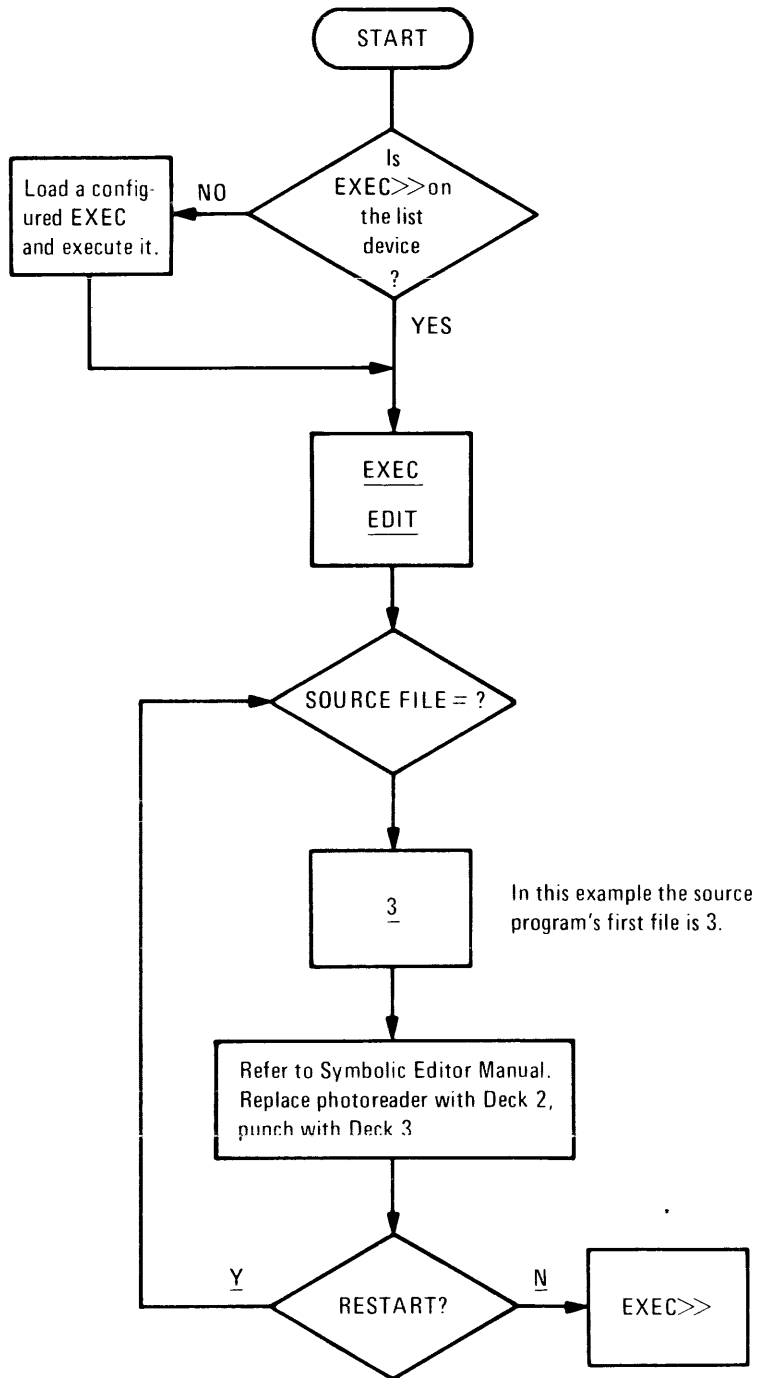 START
Is
EXEC>>on
the list
device
?
NO
Load a config-
ured EXEC
and execute it.
YES
EXEC
EDIT
SOURCE FILE = ?
3
In this example the source
program's first file is 3.
Refer to Symbolic Editor Manual.
Replace photoreader with Deck 2,
punch with Deck 3
Y
RESTART?
N
EXEC>>